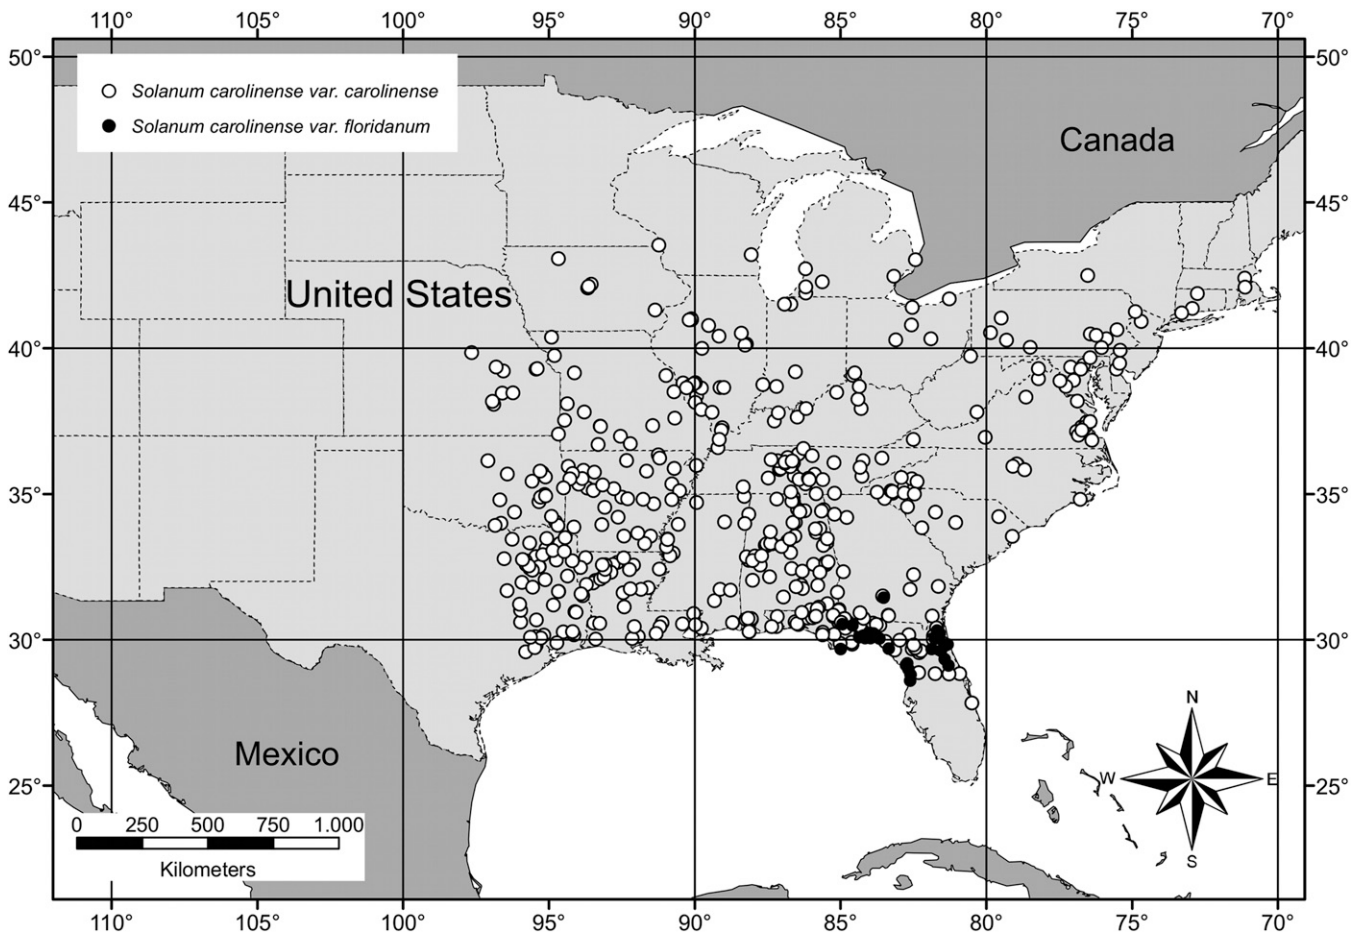 110° 105° 100° 95° 90° 85° 80° 75° 70°
50° 50°
Solanum carolinense var. carolinense
Solanum carolinense var. floridanum
Canada
45° 45°
United States
40° 40°
35° 35°
30° 30°
N
Mexico
25° W E 25°
0 250 500 750 1.000
Kilometers
S
110° 105° 100° 95° 90° 85° 80° 75° 70°